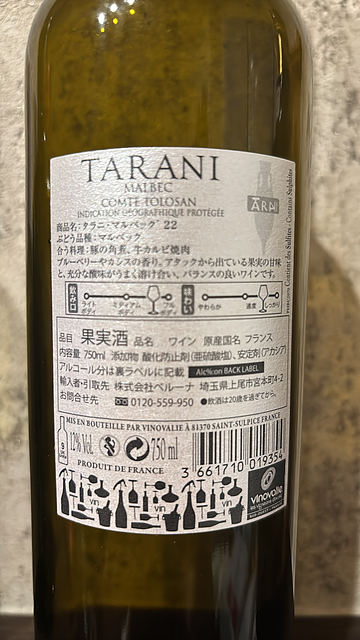 TARANI
MALBEC
COMTE TOLOSAN
INDICATION GÉOGRAPHIQUE PROTÉGÉE
商品名：タラニ・マルベック 22
ぶどう品種：マルベック
合う料理：豚の角煮、牛カルビ焼肉
ブルーベリーやカシスの香り。アタックから出ている果実の甘味
と、充分な酸味がうまく溶け合い、バランスの良いワインです。
飲み口 ライトボディ ミディアムボディ フルボディ 味わい やわらか 適度 しっかり
品目 果実酒 品名 ワイン 原産国名 フランス
内容量 750ml 添加物 酸化防止剤(亜硫酸塩)、安定剤(アカシア)
アルコール分は裏ラベルに記載 Alc%:on BACK LABEL
輸入者・引取先 株式会社ベルーナ 埼玉県上尾市宮本町4-2
お問合せ先 0120-559-950 ●飲酒は20歳を過ぎてから。
Contient des Sulfites / Contains Sulphites
MIS EN BOUTEILLE PAR VINOVALIE À 81370 SAINT-SULPICE FRANCE
12% Vol. 750 ml
PRODUIT DE FRANCE
3 661710 019354
vin
vin
vinovalie